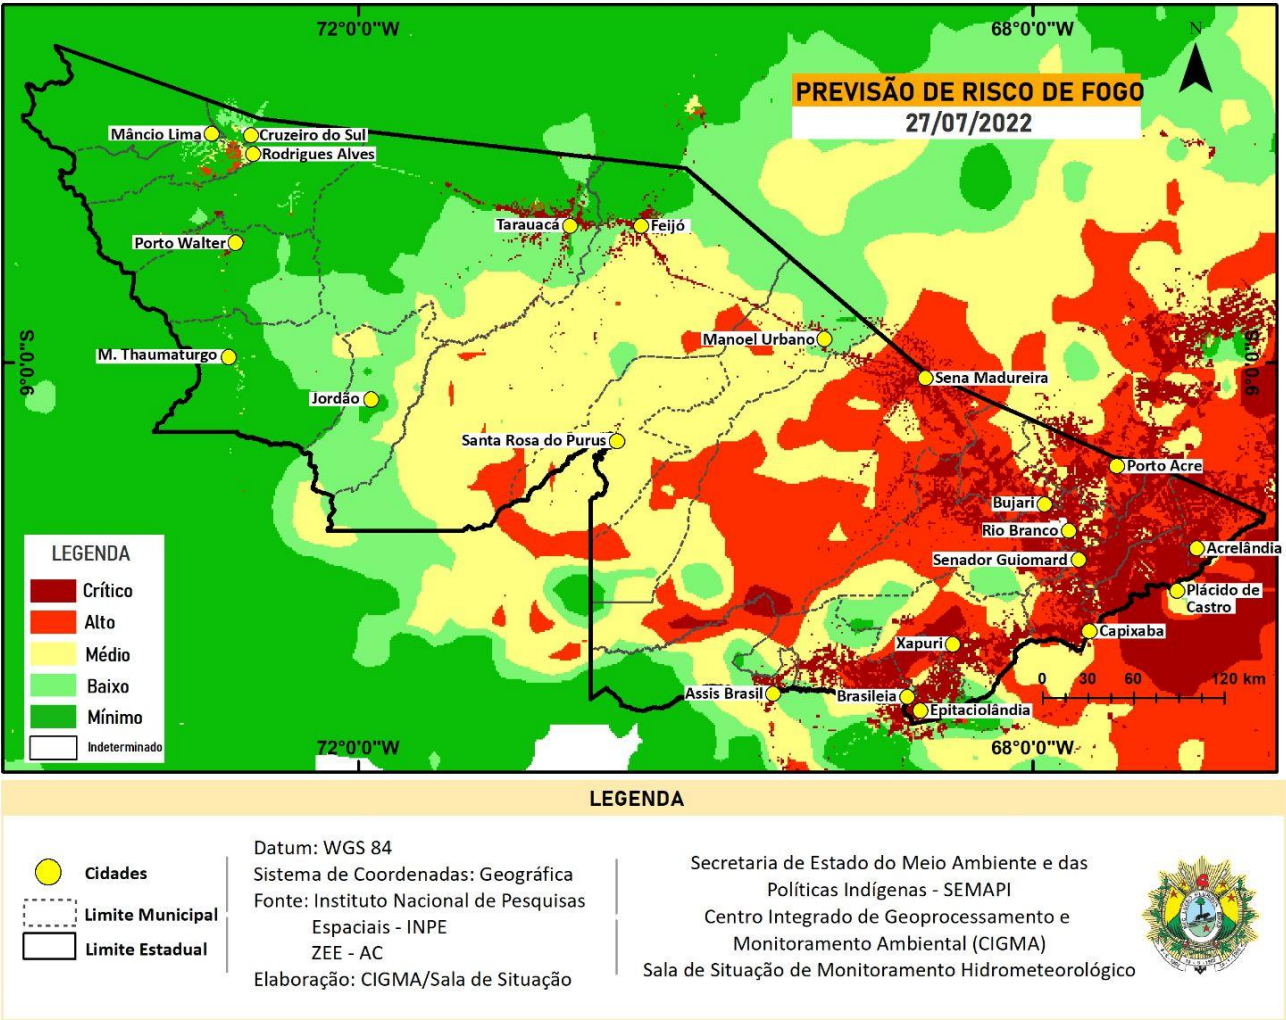 72°0'0"W
68°0'0"W
N
PREVISÃO DE RISCO DE FOGO
27/07/2022
Mâncio Lima
Cruzeiro do Sul
Rodrigues Alves
Tarauacá
Feijó
Porto Walter
Manoel Urbano
M. Thaumaturgo
9°0'0"S
9°0'0"S
Sena Madureira
Jordão
Santa Rosa do Purus
Porto Acre
Bujari
Rio Branco
Acrelândia
Senador Guiomard
Plácido de
Castro
Capixaba
Xapuri
Assis Brasil
Brasileia
Epitaciolândia
0 30 60 120 km
LEGENDA
Crítico
Alto
Médio
Baixo
Mínimo
Indeterminado
72°0'0"W
68°0'0"W
LEGENDA
Cidades
Limite Municipal
Limite Estadual
Datum: WGS 84
Sistema de Coordenadas: Geográfica
Fonte: Instituto Nacional de Pesquisas
Espaciais - INPE
ZEE - AC
Elaboração: CIGMA/Sala de Situação
Secretaria de Estado do Meio Ambiente e das
Políticas Indígenas - SEMAPI
Centro Integrado de Geoprocessamento e
Monitoramento Ambiental (CIGMA)
Sala de Situação de Monitoramento Hidrometeorológico